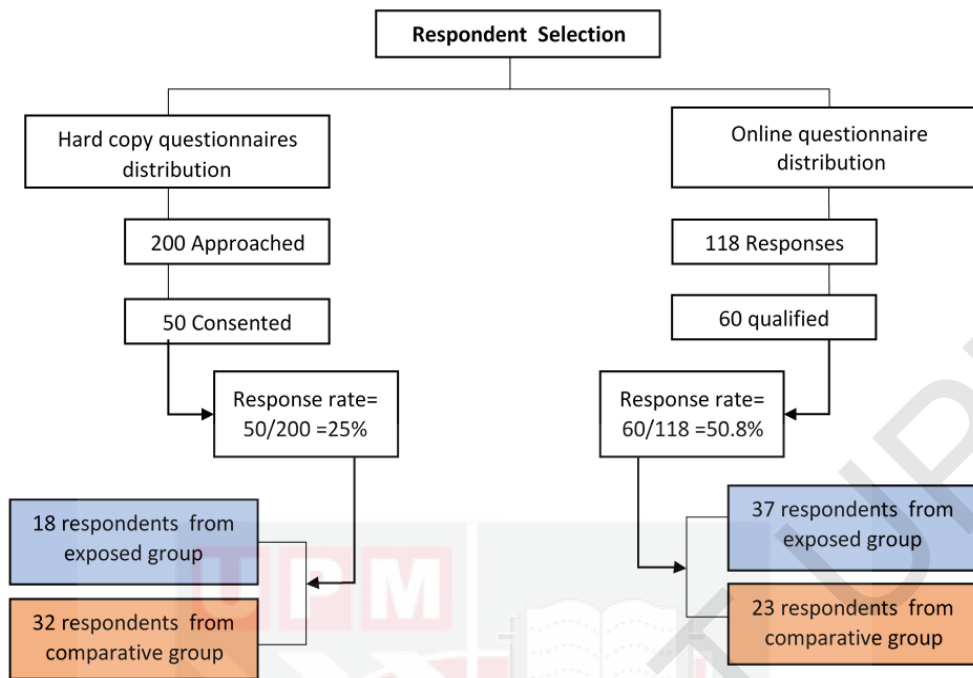 Respondent Selection
Hard copy questionnaires
distribution
Online questionnaire
distribution
200 Approached
118 Responses
50 Consented
60 qualified
Response rate=
50/200 =25%
Response rate=
60/118 =50.8%
18 respondents from
exposed group
37 respondents from
exposed group
32 respondents from
comparative group
23 respondents from
comparative group
UPM
T UP